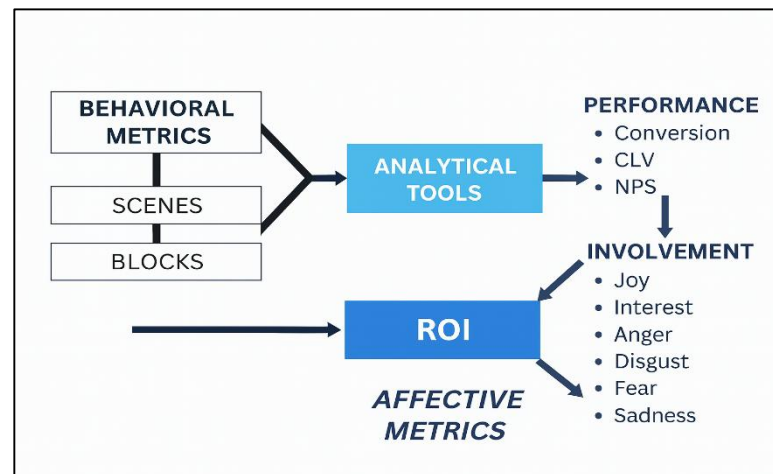 BEHAVIORAL
METRICS
SCENES
BLOCKS
ANALYTICAL
TOOLS
PERFORMANCE
• Conversion
• CLV
• NPS
INVOLVEMENT
• Joy
• Interest
• Anger
• Disgust
• Fear
• Sadness
ROI
AFFECTIVE
METRICS